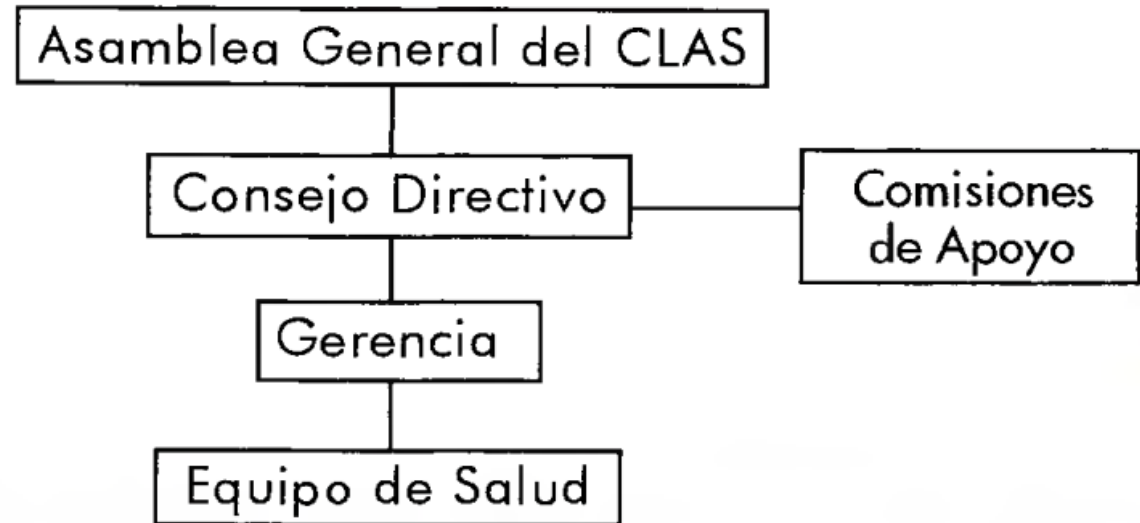 Asamblea General del CLAS
Consejo Directivo
Comisiones
de Apoyo
Gerencia
Equipo de Salud